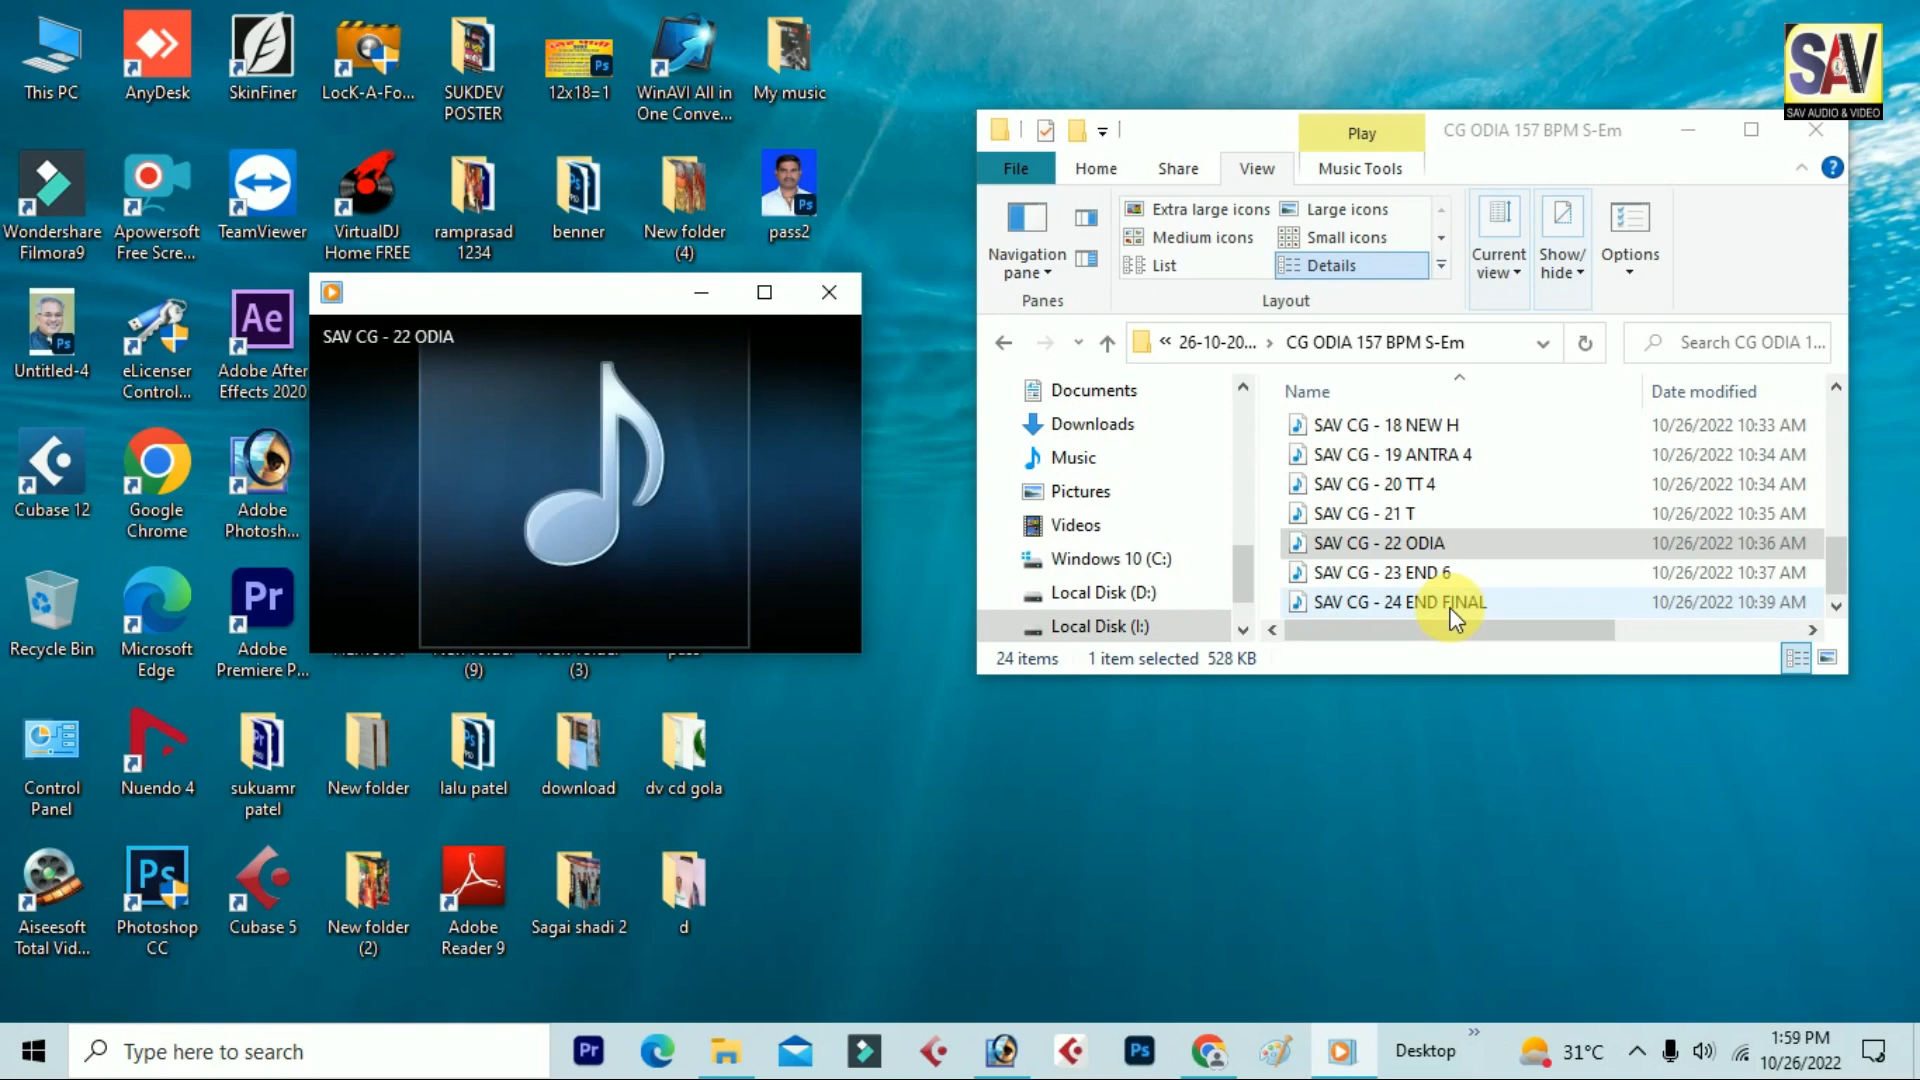 This PC
AnyDesk
SkinFiner
LocK-A-Fo...
SUKDEV
POSTER
12x18=1
WinAVI All in
One Conve...
My music
Wondershare
Filmora9
Apowersoft
Free Scre...
TeamViewer
VirtualDJ
Home FREE
ramprasad
1234
benner
New folder
(4)
pass2
Untitled-4
eLicenser
Control...
Adobe After
Effects 2020
Cubase 12
Google
Chrome
Adobe
Photosh...
Recycle Bin
Microsoft
Edge
Adobe
Premiere P...
(9)
(3)
Control
Panel
Nuendo 4
sukuamr
patel
New folder
lalu patel
download
dv cd gola
Aiseesoft
Total Vid...
Photoshop
CC
Cubase 5
New folder
(2)
Adobe
Reader 9
Sagai shadi 2
d
SAV CG - 22 ODIA
SAV
SAV AUDIO & VIDEO
Play
CG ODIA 157 BPM S-Em
File
Home
Share
View
Music Tools
Navigation
pane
Panes
Extra large icons
Large icons
Medium icons
Small icons
List
Details
Layout
Current
view
Show/
hide
Options
« 26-10-20... › CG ODIA 157 BPM S-Em
Search CG ODIA 1...
Documents
Downloads
Music
Pictures
Videos
Windows 10 (C:)
Local Disk (D:)
Local Disk (I:)
Name
Date modified
SAV CG - 18 NEW H 10/26/2022 10:33 AM
SAV CG - 19 ANTRA 4 10/26/2022 10:34 AM
SAV CG - 20 TT 4 10/26/2022 10:34 AM
SAV CG - 21 T 10/26/2022 10:35 AM
SAV CG - 22 ODIA 10/26/2022 10:36 AM
SAV CG - 23 END 6 10/26/2022 10:37 AM
SAV CG - 24 END FINAL 10/26/2022 10:39 AM
24 items 1 item selected 528 KB
Type here to search
Pr
Ps
Desktop
31°C
1:59 PM
10/26/2022